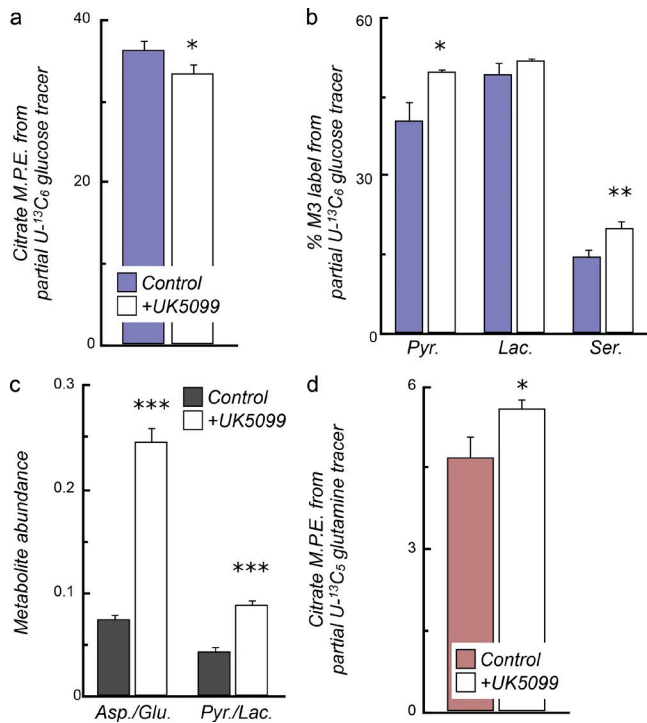 a
Citrate M.P.E. from
partial U-¹³C₆ glucose tracer
40
20
0
*
Control
+UK5099
b
% M3 label from
partial U-¹³C₆ glucose tracer
60
30
0
*
**
Pyr.
Lac.
Ser.
c
Metabolite abundance
0.3
0.2
0.1
0
***
***
Control
+UK5099
Asp./Glu.
Pyr./Lac.
d
Citrate M.P.E. from
partial U-¹³C₅ glutamine tracer
6
3
0
*
Control
+UK5099